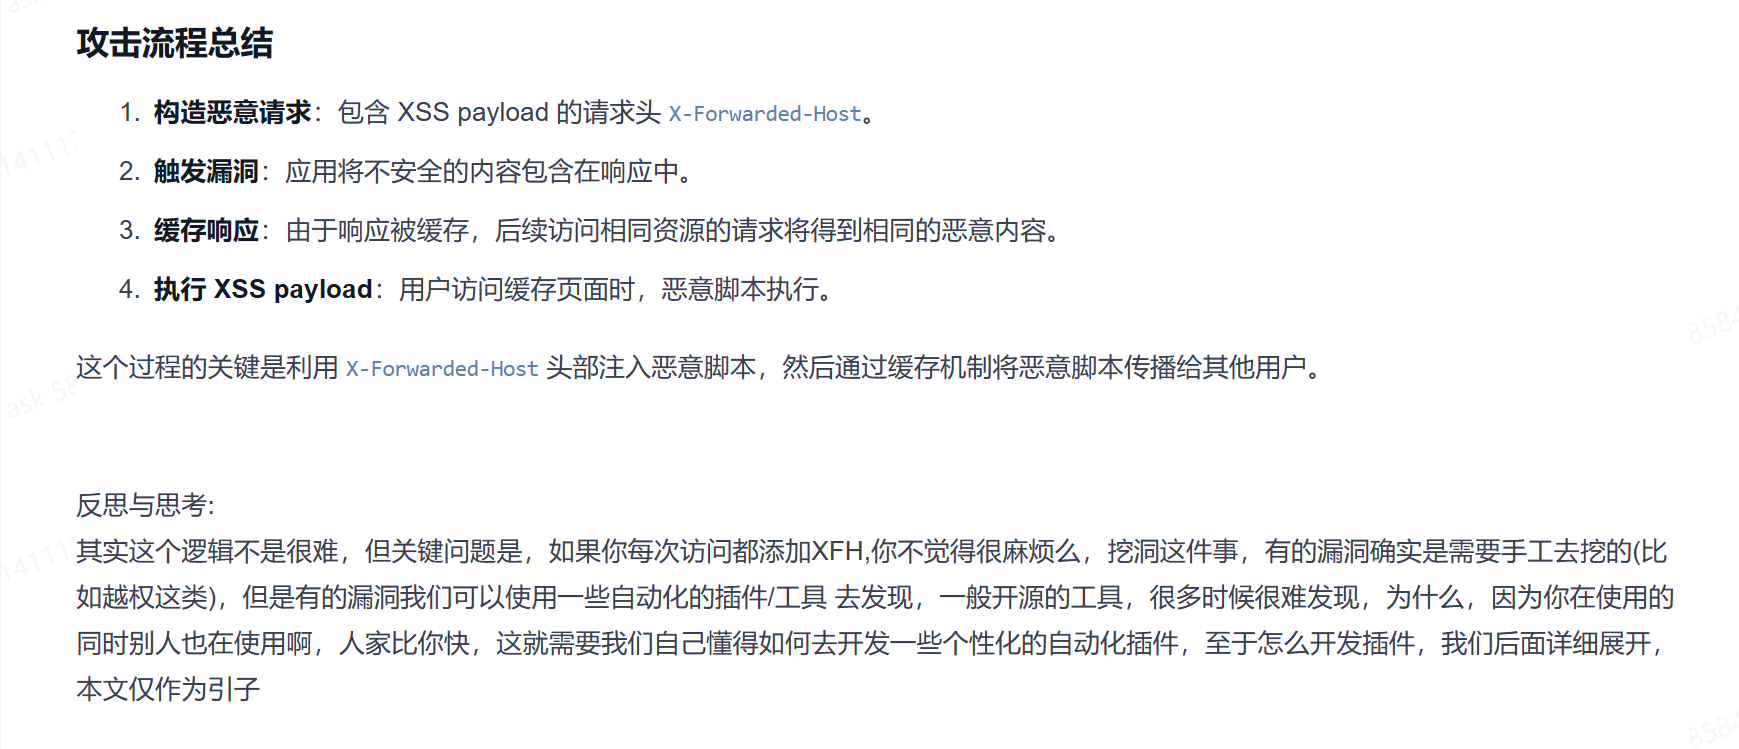 攻击流程总结
1. 构造恶意请求：包含 XSS payload 的请求头 X-Forwarded-Host。
2. 触发漏洞：应用将不安全的内容包含在响应中。
3. 缓存响应：由于响应被缓存，后续访问相同资源的请求将得到相同的恶意内容。
4. 执行 XSS payload：用户访问缓存页面时，恶意脚本执行。
这个过程的关键是利用 X-Forwarded-Host 头部注入恶意脚本，然后通过缓存机制将恶意脚本传播给其他用户。
反思与思考:
其实这个逻辑不是很难，但关键问题是，如果你每次访问都添加XFH,你不觉得很麻烦么，挖洞这件事，有的漏洞确实是需要手工去挖的(比
如越权这类)，但是有的漏洞我们可以使用一些自动化的插件/工具 去发现，一般开源的工具，很多时候很难发现，为什么，因为你在使用的
同时别人也在使用啊，人家比你快，这就需要我们自己懂得如何去开发一些个性化的自动化插件，至于怎么开发插件，我们后面详细展开，
本文仅作为引子